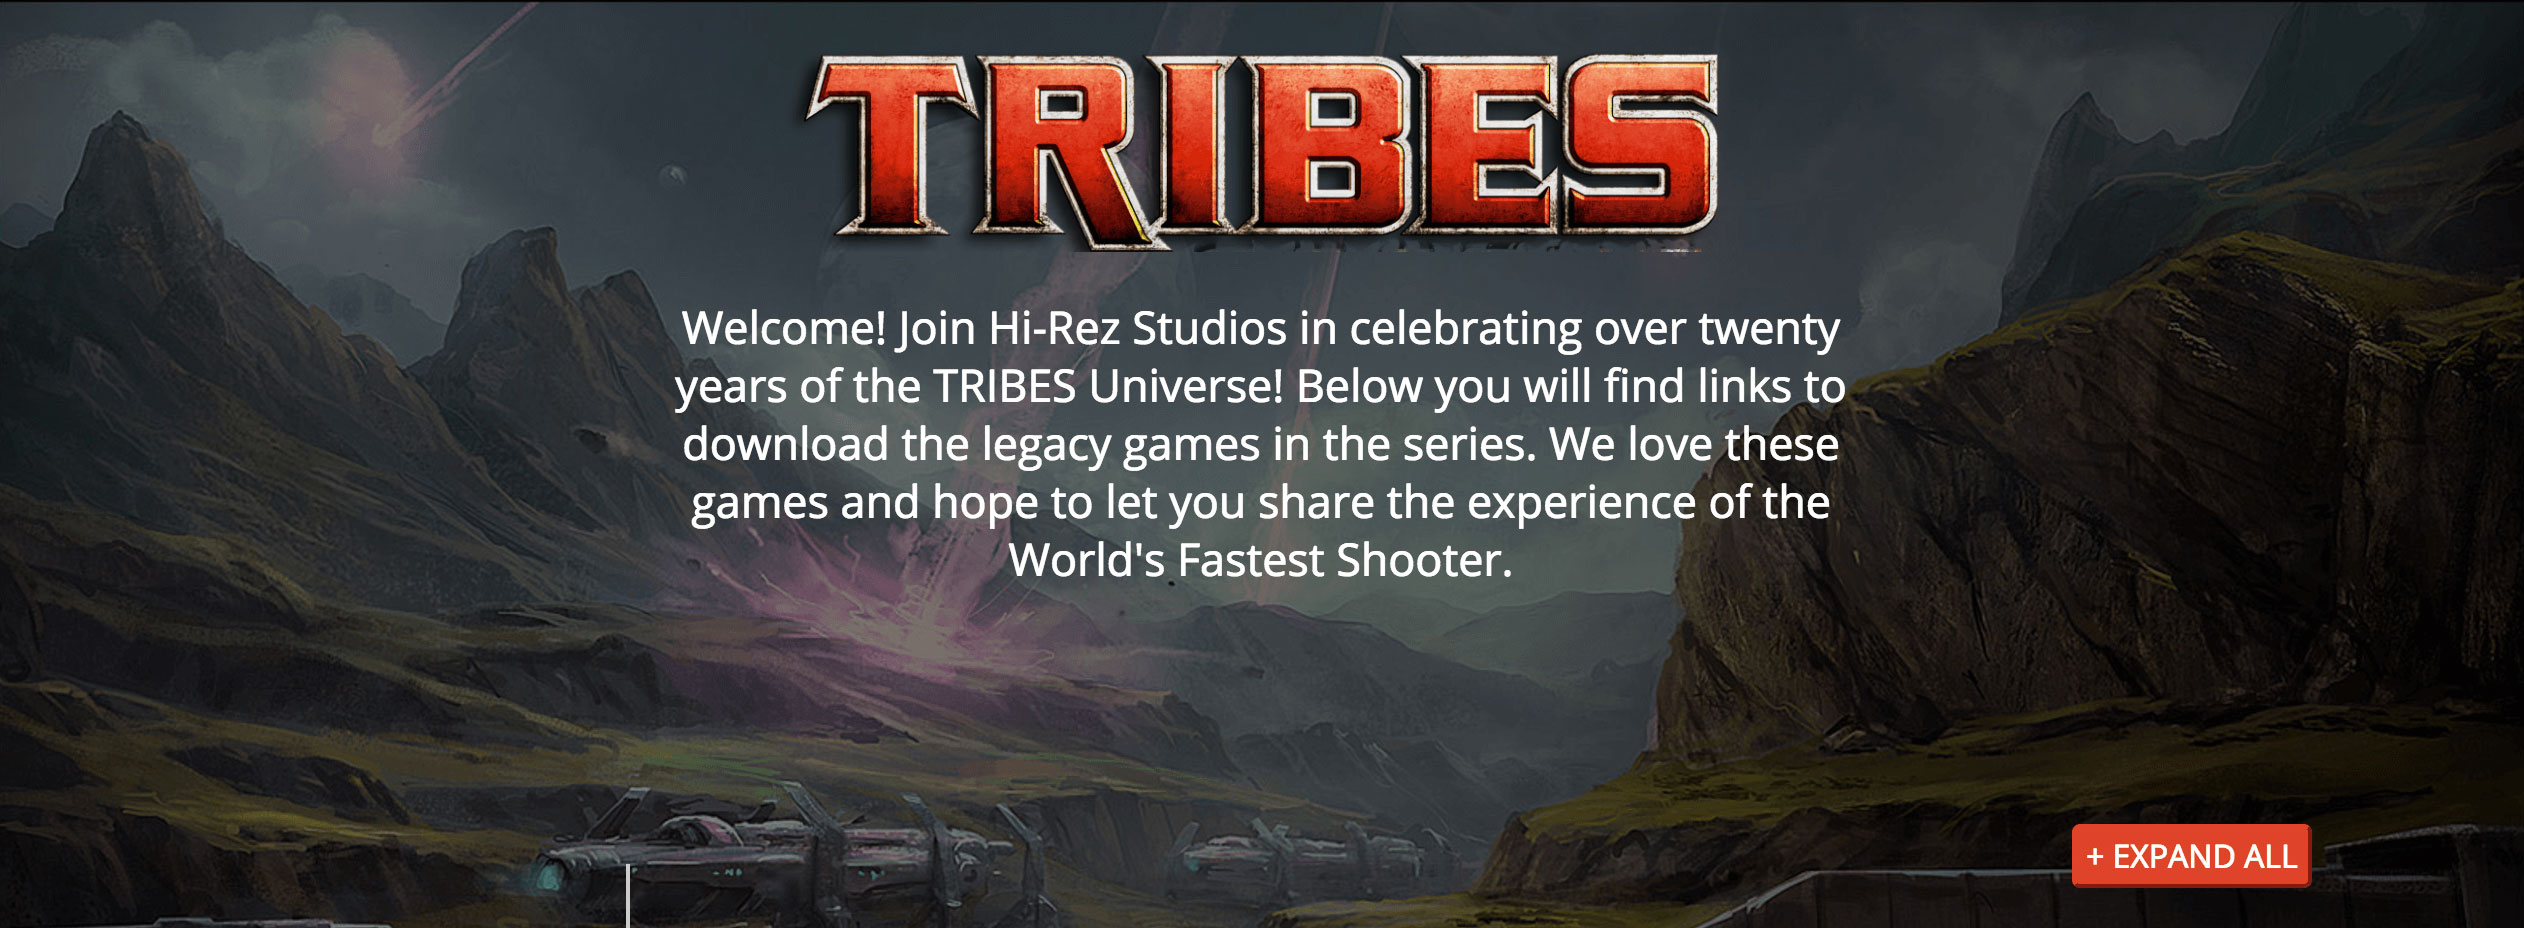 TRIBES
Welcome! Join Hi-Rez Studios in celebrating over twenty
years of the TRIBES Universe! Below you will find links to
download the legacy games in the series. We love these
games and hope to let you share the experience of the
World's Fastest Shooter.
+ EXPAND ALL